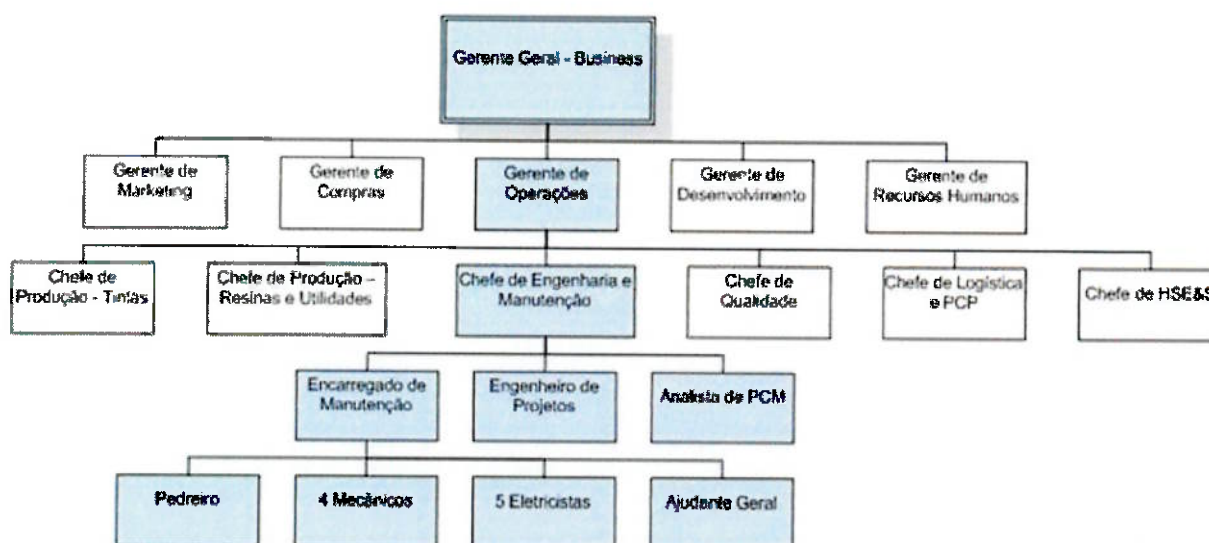 Gerente Geral - Business
Gerente de
Marketing
Gerente de
Compras
Gerente de
Operações
Gerente de
Desenvolvimento
Gerente de
Recursos Humanos
Chefe de
Produção - Tintas
Chefe de Produção –
Resinas e Utilidades
Chefe de Engenharia e
Manutenção
Chefe de
Qualidade
Chefe de Logística
e PCP
Chefe de HSE&S
Encarregado de
Manutenção
Engenheiro de
Projetos
Analista de PCM
Pedreiro
4 Mecânicos
5 Eletricistas
Ajudante Geral